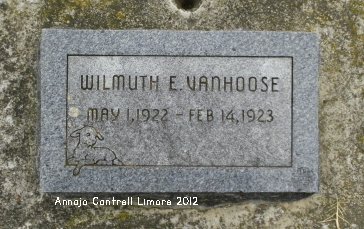 WILMUTH E. VANHOOSE
MAY 1, 1922 - FEB 14, 1923
Annajo Cantrell Limore 2012